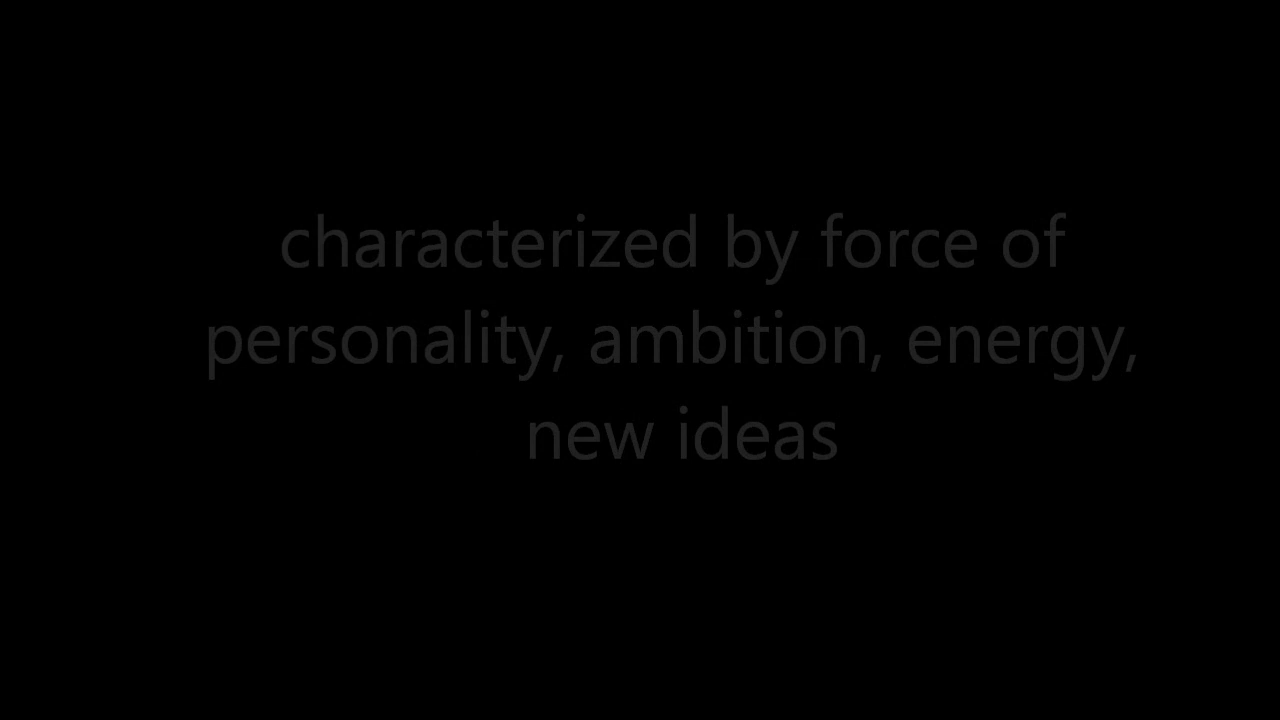 characterized by force of
personality, ambition, energy,
new ideas